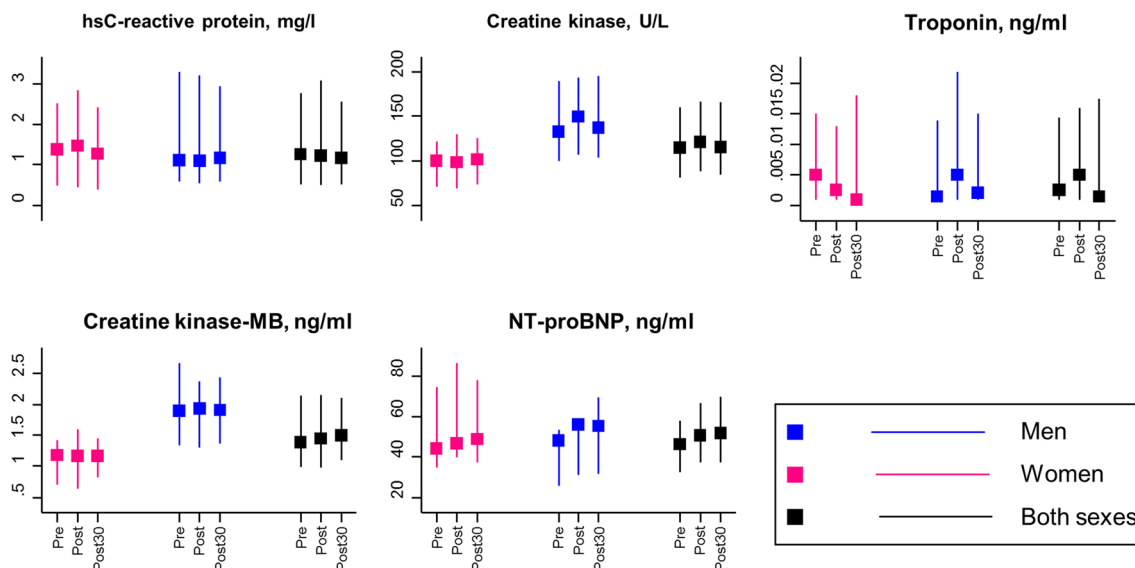 hsC-reactive protein, mg/l
Creatine kinase, U/L
Troponin, ng/ml
3
2
1
0
200
150
100
50
.02
.015
.01
.005
0
Pre
Post
Post30
Pre
Post
Post30
Pre
Post
Post30
Creatine kinase-MB, ng/ml
NT-proBNP, ng/ml
2.5
2
1.5
1
.5
80
60
40
20
Pre
Post
Post30
Pre
Post
Post30
Pre
Post
Post30
Pre
Post
Post30
Pre
Post
Post30
Pre
Post
Post30
Men
Women
Both sexes